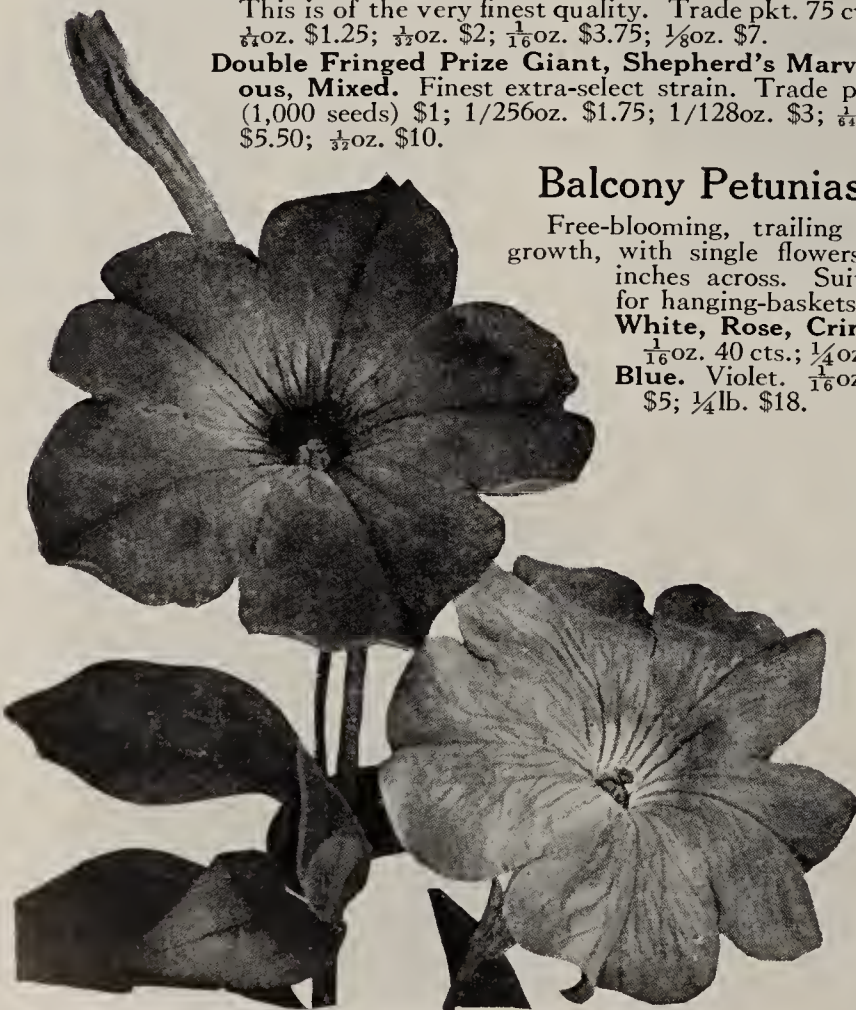 This is of the very finest quality. Trade pkt. 75 c
1/64oz. $1.25; 1/32oz. $2; 1/16oz. $3.75; ⅛oz. $7.
Double Fringed Prize Giant, Shepherd's Marv
ous, Mixed. Finest extra-select strain. Trade p
(1,000 seeds) $1; 1/256oz. $1.75; 1/128oz. $3; 1/64
$5.50; 1/32oz. $10.
Balcony Petunias
Free-blooming, trailing
growth, with single flowers
inches across. Sui
for hanging-baskets
White, Rose, Crim
1/16oz. 40 cts.; ¼oz
Blue. Violet. 1/16oz
$5; ¼lb. $18.